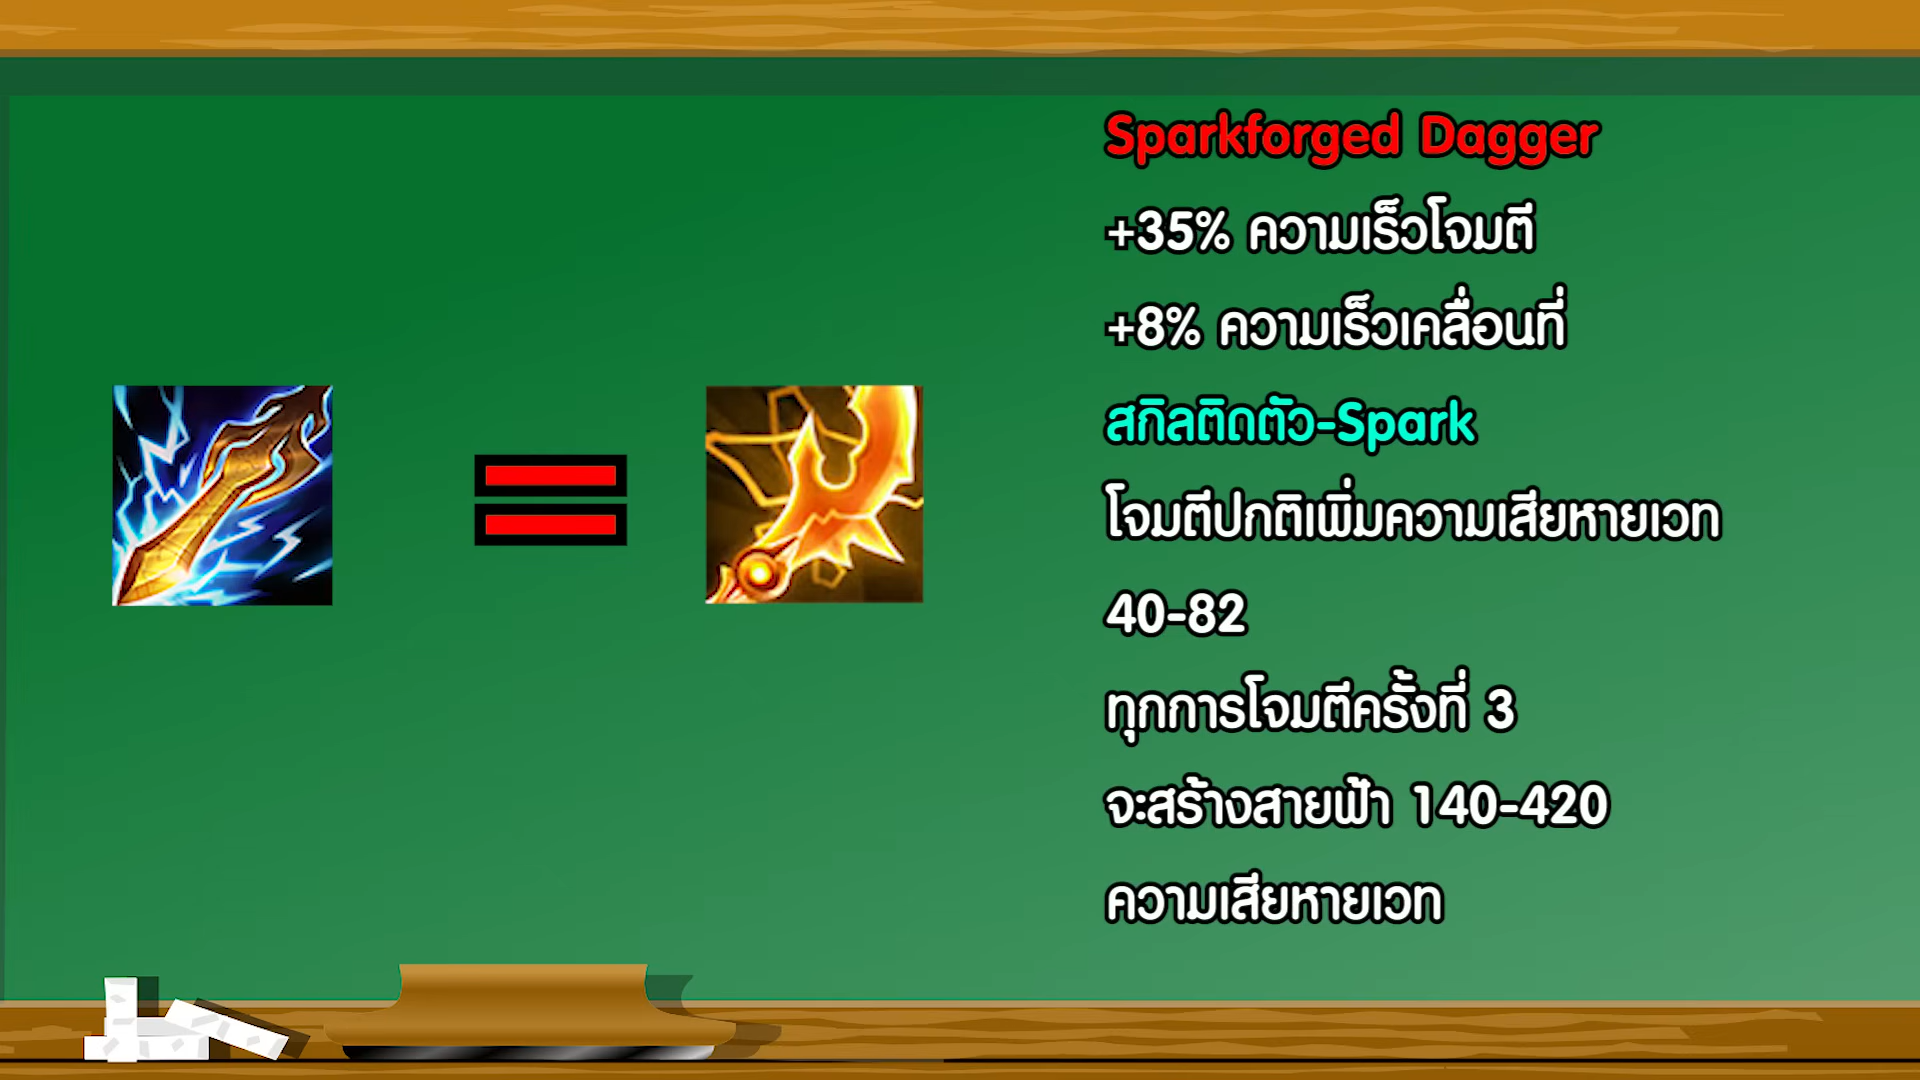 Sparkforged Dagger
+35% ความเร็วโจมตี
+8% ความเร็วเคลื่อนที่
สกิลติดตัว-Spark
โจมตีปกติเพิ่มความเสียหายเวท
40-82
ทุกการโจมตีครั้งที่ 3
จะสร้างสายฟ้า 140-420
ความเสียหายเวท